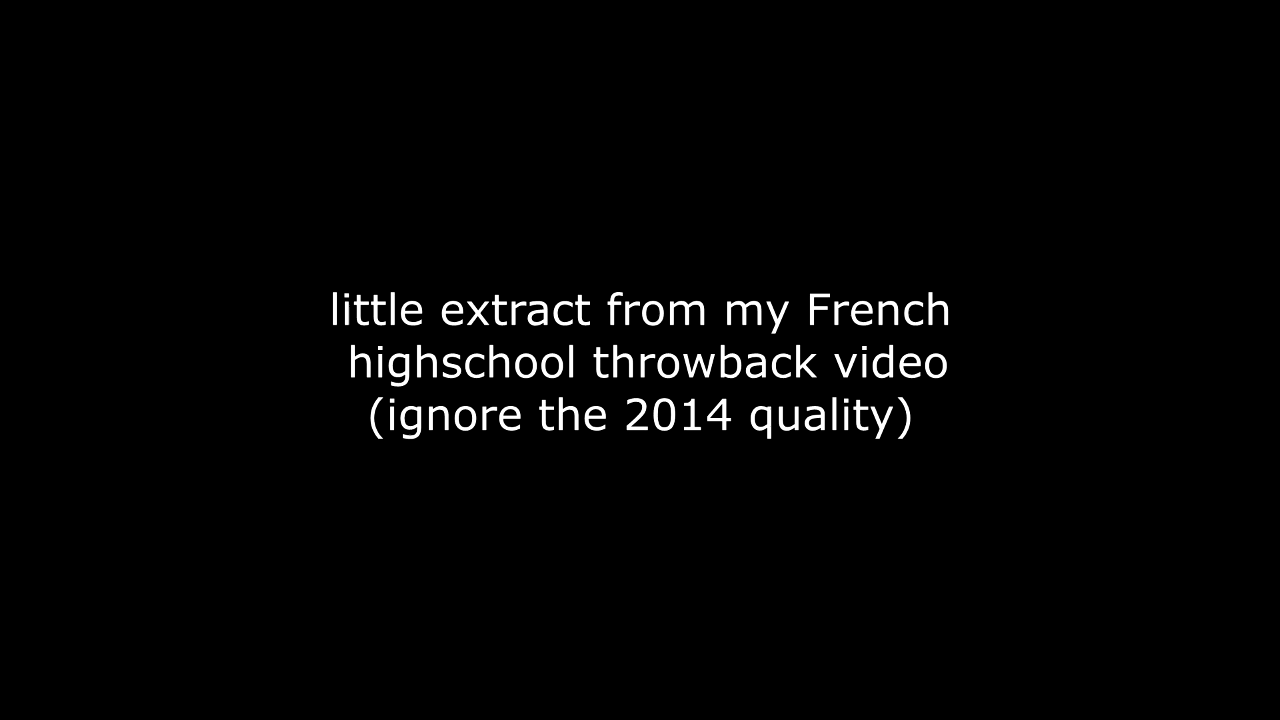 little extract from my French
highschool throwback video
(ignore the 2014 quality)